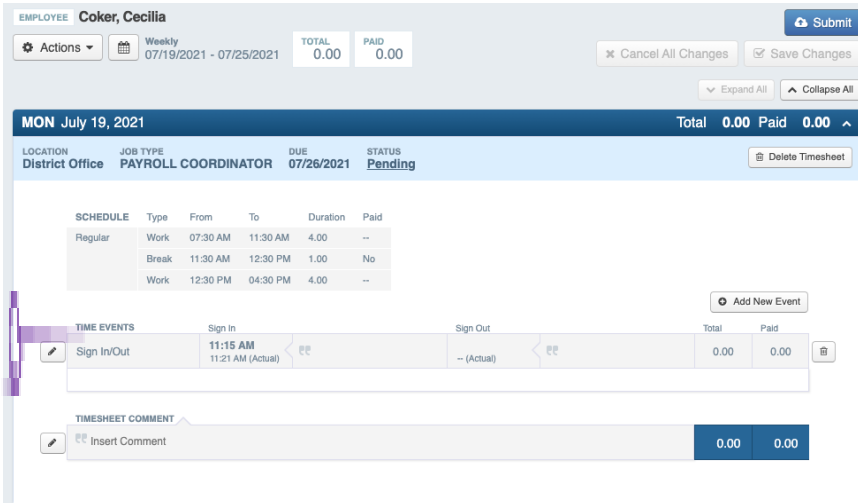 EMPLOYEE Coker, Cecilia
Submit
Actions
Weekly
07/19/2021 - 07/25/2021
TOTAL
0.00
PAID
0.00
Cancel All Changes
Save Changes
Expand All
Collapse All
MON July 19, 2021 Total 0.00 Paid 0.00
LOCATION JOB TYPE DUE STATUS
District Office PAYROLL COORDINATOR 07/26/2021 Pending
Delete Timesheet
SCHEDULE Type From To Duration Paid
Regular Work 07:30 AM 11:30 AM 4.00 --
Break 11:30 AM 12:30 PM 1.00 No
Work 12:30 PM 04:30 PM 4.00 --
Add New Event
TIME EVENTS Sign In Sign Out Total Paid
Sign In/Out 11:15 AM 0.00 0.00
11:21 AM (Actual) -- (Actual)
TIMESHEET COMMENT
Insert Comment 0.00 0.00